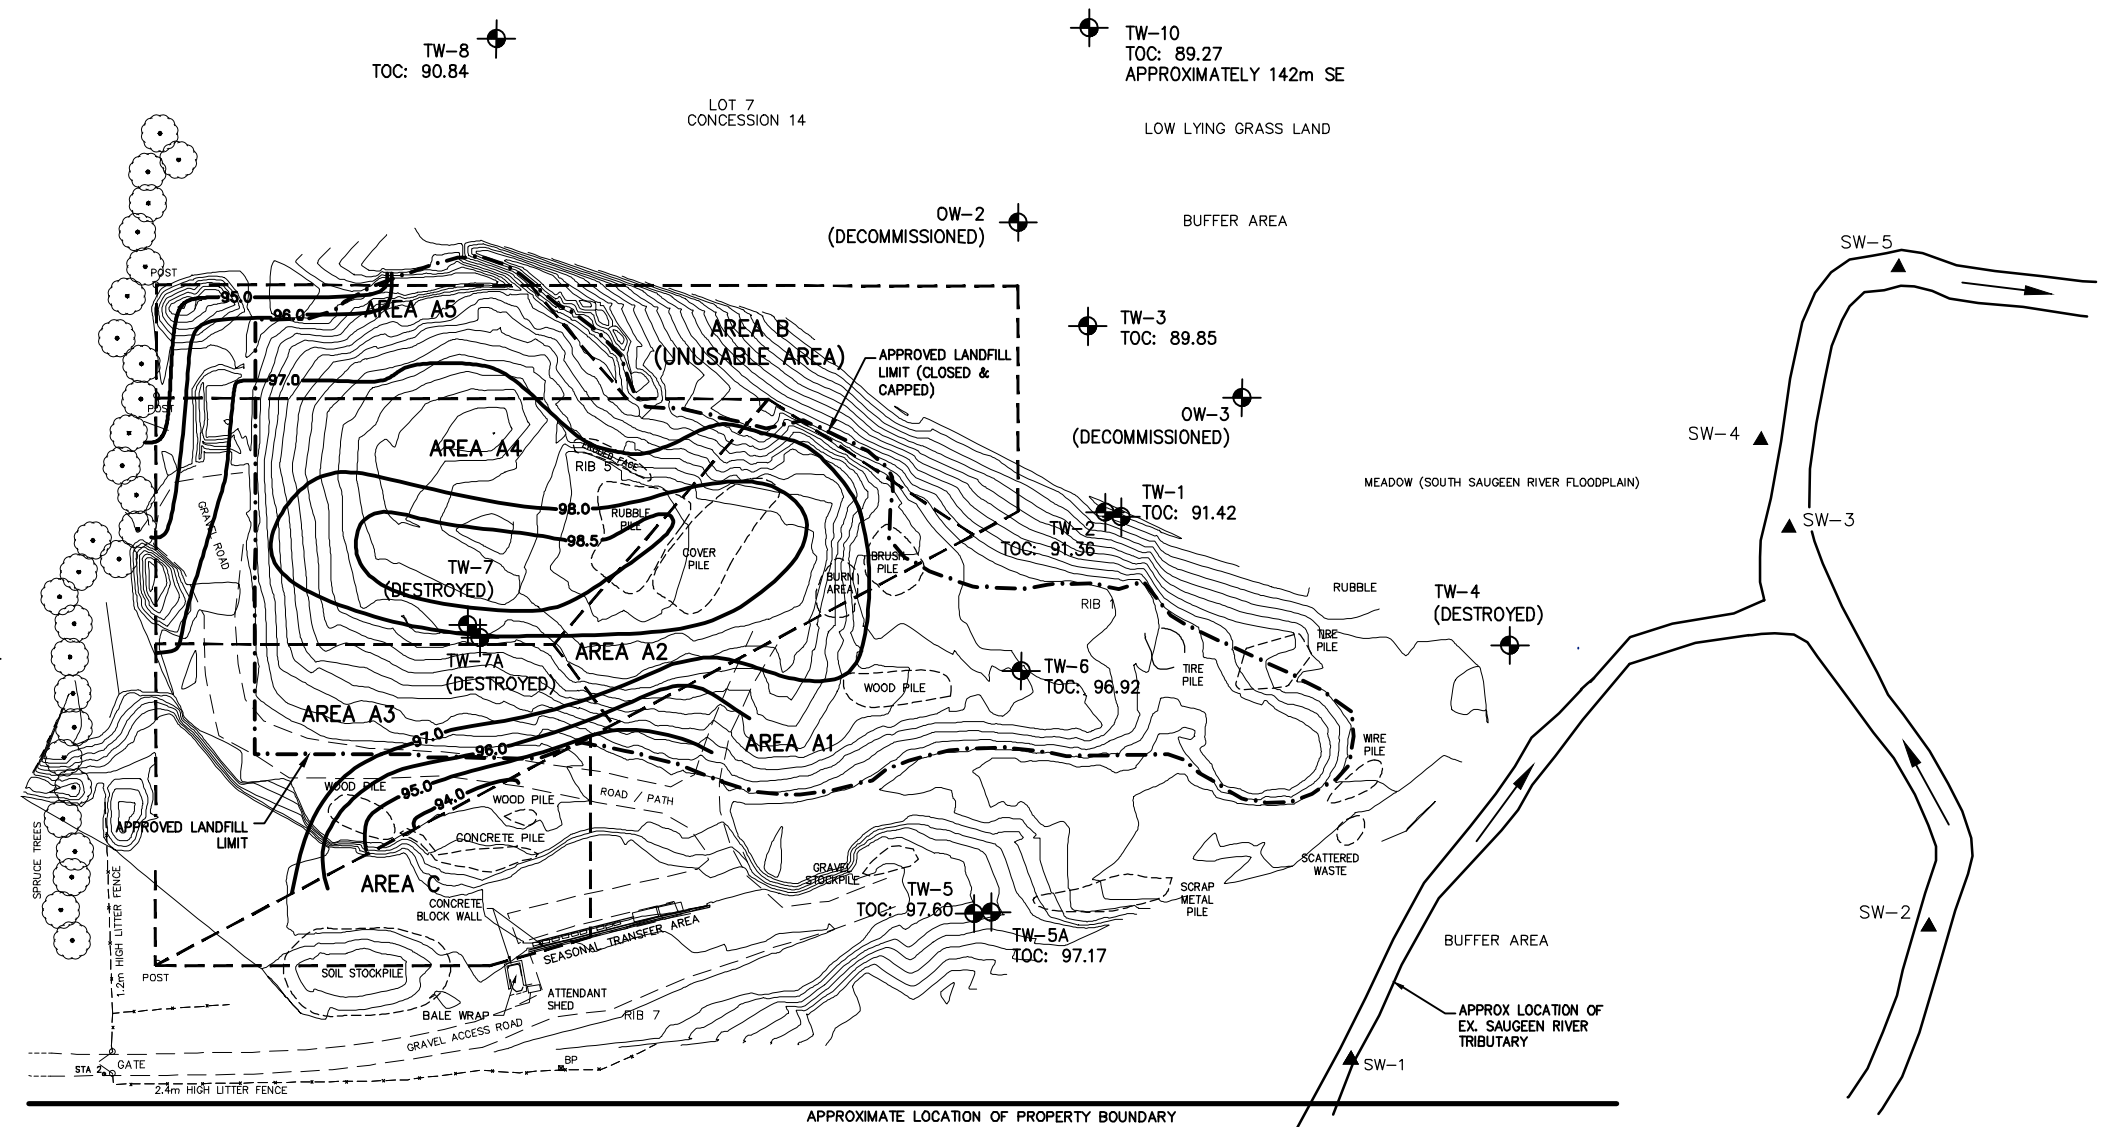 TW-8
TOC: 90.84
TW-10
TOC: 89.27
APPROXIMATELY 142m SE
LOT 7
CONCESSION 14
LOW LYING GRASS LAND
OW-2
(DECOMMISSIONED)
BUFFER AREA
SW-5
POST
95.0
96.0
AREA A5
AREA B
(UNUSABLE AREA)
TW-3
TOC: 89.85
APPROVED LANDFILL
LIMIT (CLOSED &
CAPPED)
97.0
POST
OW-3
(DECOMMISSIONED)
SW-4
AREA A4
ERODED FACE
RIB 5
MEADOW (SOUTH SAUGEEN RIVER FLOODPLAIN)
TW-1
TOC: 91.42
98.0
RUBBLE
PILE
SW-3
GRAVEL ROAD
98.5
TW-2
TOC: 91.36
COVER
PILE
BRUSH
PILE
TW-7
(DESTROYED)
BURN
AREA
RUBBLE
TW-4
(DESTROYED)
RIB 1
TIRE
PILE
AREA A2
TW-7A
(DESTROYED)
TW-6
TOC: 96.92
TIRE
PILE
WOOD PILE
AREA A3
97.0
96.0
AREA A1
WIRE
PILE
WOOD PILE
95.0
94.0
WOOD PILE
ROAD / PATH
APPROVED LANDFILL
LIMIT
CONCRETE PILE
SPRUCE TREES
SCATTERED
WASTE
GRAVEL
STOCKPILE
AREA C
CONCRETE
BLOCK WALL
TW-5
TOC: 97.60
SCRAP
METAL
PILE
SW-2
1.2m HIGH LITTER FENCE
SEASONAL TRANSFER AREA
TW-5A
TOC: 97.17
BUFFER AREA
POST
SOIL STOCKPILE
ATTENDANT
SHED
BALE WRAP
RIB 7
APPROX LOCATION OF
EX. SAUGEEN RIVER
TRIBUTARY
GRAVEL ACCESS ROAD
BP
GATE
STA 2
SW-1
2.4m HIGH LITTER FENCE
APPROXIMATE LOCATION OF PROPERTY BOUNDARY